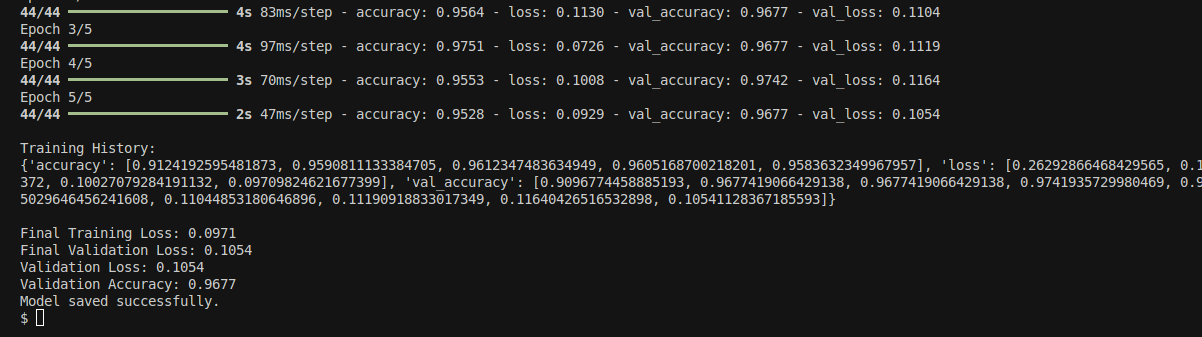 44/44 ━━━━━━━━━━━━━━━━━━━━ 4s 83ms/step - accuracy: 0.9564 - loss: 0.1130 - val_accuracy: 0.9677 - val_loss: 0.1104
Epoch 3/5
44/44 ━━━━━━━━━━━━━━━━━━━━ 4s 97ms/step - accuracy: 0.9751 - loss: 0.0726 - val_accuracy: 0.9677 - val_loss: 0.1119
Epoch 4/5
44/44 ━━━━━━━━━━━━━━━━━━━━ 3s 70ms/step - accuracy: 0.9553 - loss: 0.1008 - val_accuracy: 0.9742 - val_loss: 0.1164
Epoch 5/5
44/44 ━━━━━━━━━━━━━━━━━━━━ 2s 47ms/step - accuracy: 0.9528 - loss: 0.0929 - val_accuracy: 0.9677 - val_loss: 0.1054
Training History:
{'accuracy': [0.9124192595481873, 0.9590811133384705, 0.9612347483634949, 0.9605168700218201, 0.9583632349967957], 'loss': [0.26292866468429565, 0.1
372, 0.10027079284191132, 0.09709824621677399], 'val_accuracy': [0.9096774458885193, 0.9677419066429138, 0.9677419066429138, 0.9741935729980469, 0.9
5029646456241608, 0.11044853180646896, 0.11190918833017349, 0.11640426516532898, 0.10541128367185593]}
Final Training Loss: 0.0971
Final Validation Loss: 0.1054
Validation Loss: 0.1054
Validation Accuracy: 0.9677
Model saved successfully.
$